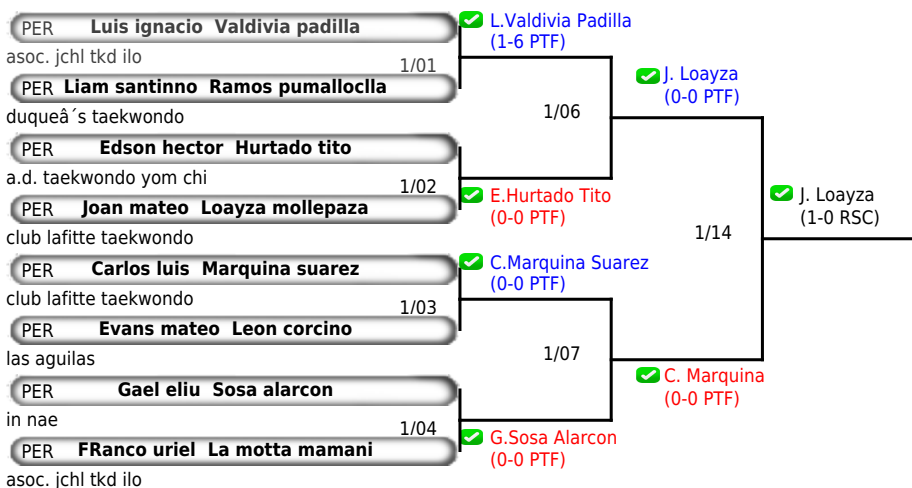 PER Luis ignacio Valdivia padilla
asoc. jchl tkd ilo
1/01
PER Liam santinno Ramos pumalloclla
duqueâ´s taekwondo
PER Edson hector Hurtado tito
a.d. taekwondo yom chi
1/02
PER Joan mateo Loayza mollepaza
club lafitte taekwondo
PER Carlos luis Marquina suarez
club lafitte taekwondo
1/03
PER Evans mateo Leon corcino
las aguilas
PER Gael eliu Sosa alarcon
in nae
1/04
PER FRanco uriel La motta mamani
asoc. jchl tkd ilo
L.Valdivia Padilla
(1-6 PTF)
1/06
E.Hurtado Tito
(0-0 PTF)
C.Marquina Suarez
(0-0 PTF)
1/07
G.Sosa Alarcon
(0-0 PTF)
J. Loayza
(0-0 PTF)
1/14
C. Marquina
(0-0 PTF)
J. Loayza
(1-0 RSC)